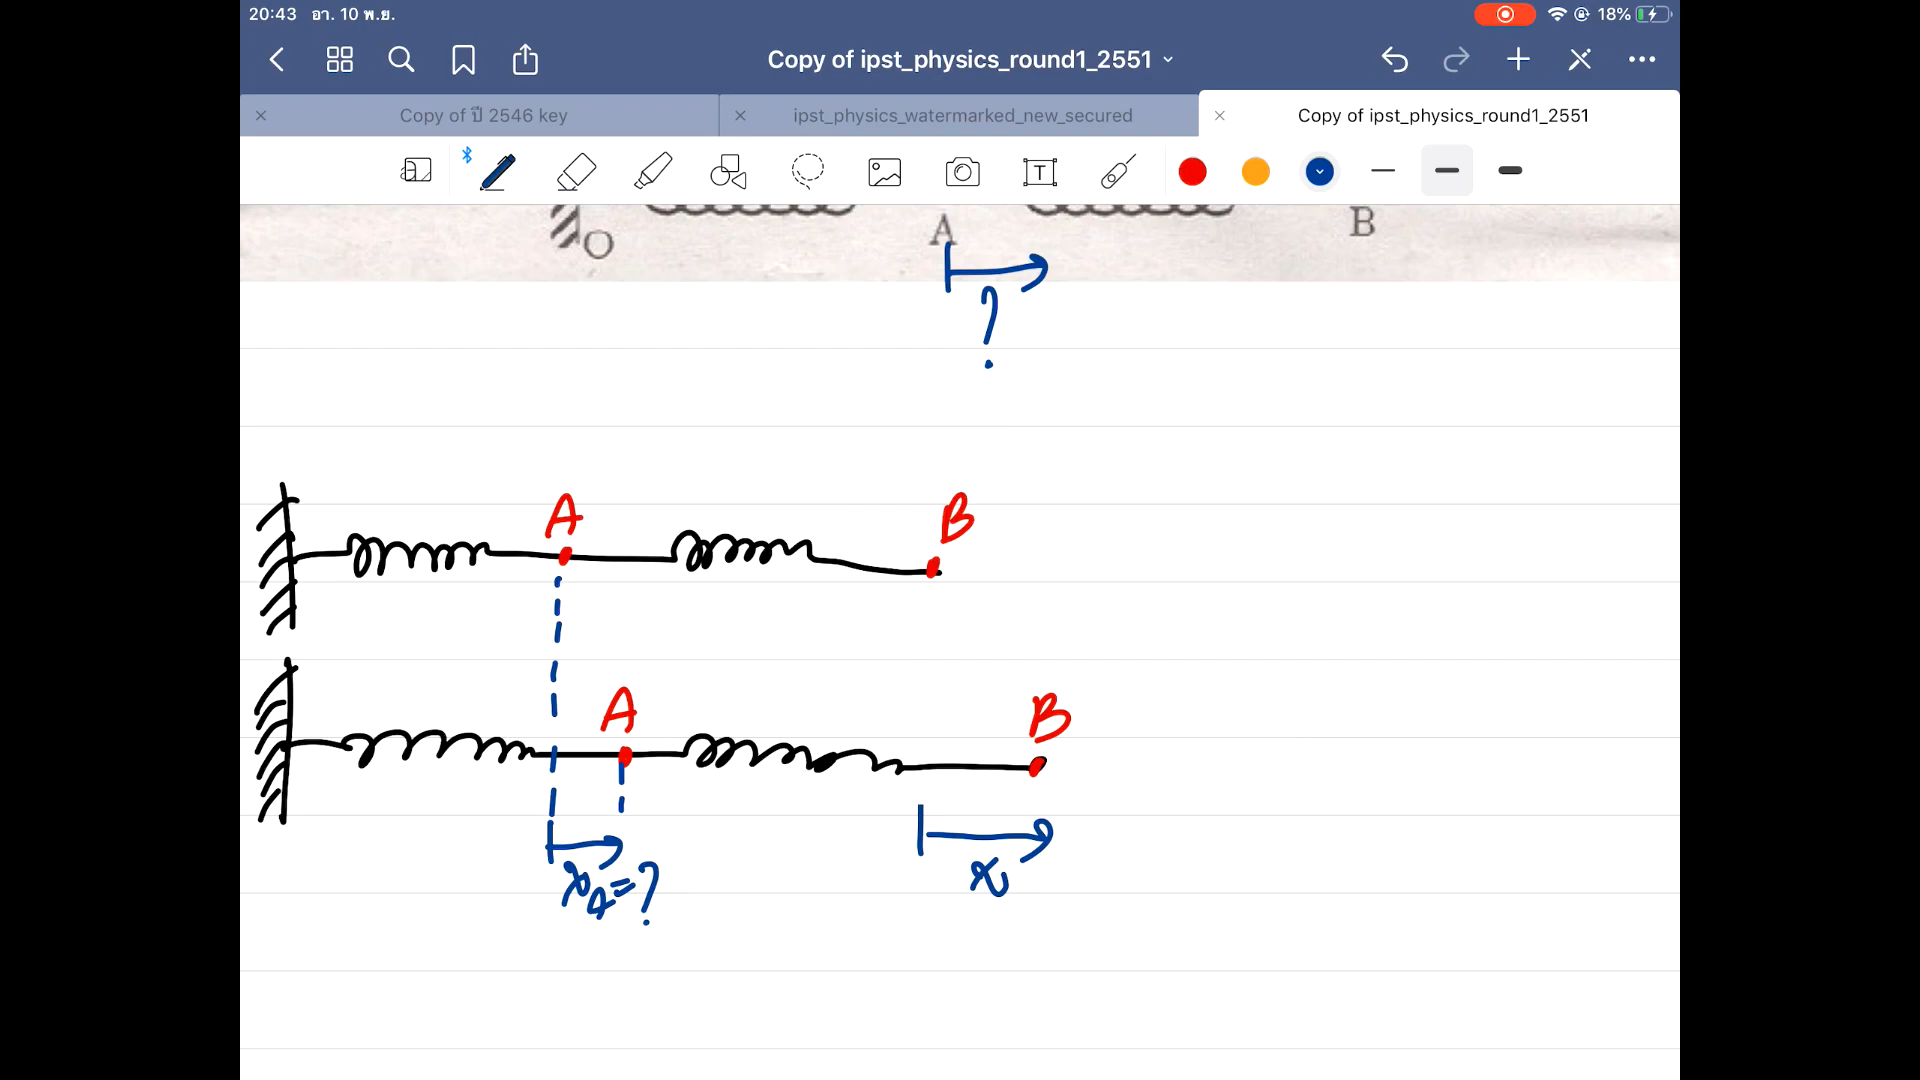 20:43 อา. 10 พ.ย.
18%
Copy of ipst_physics_round1_2551
Copy of ปี 2546 key
ipst_physics_watermarked_new_secured
Copy of ipst_physics_round1_2551
T
O A B
?
A B
A B
x_A = ? x